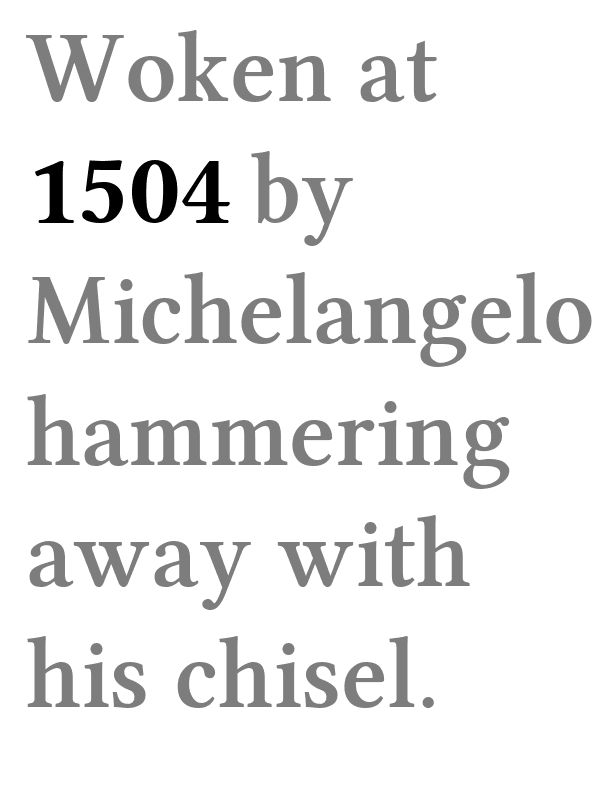 Woken at
1504 by
Michelangelo
hammering
away with
his chisel.